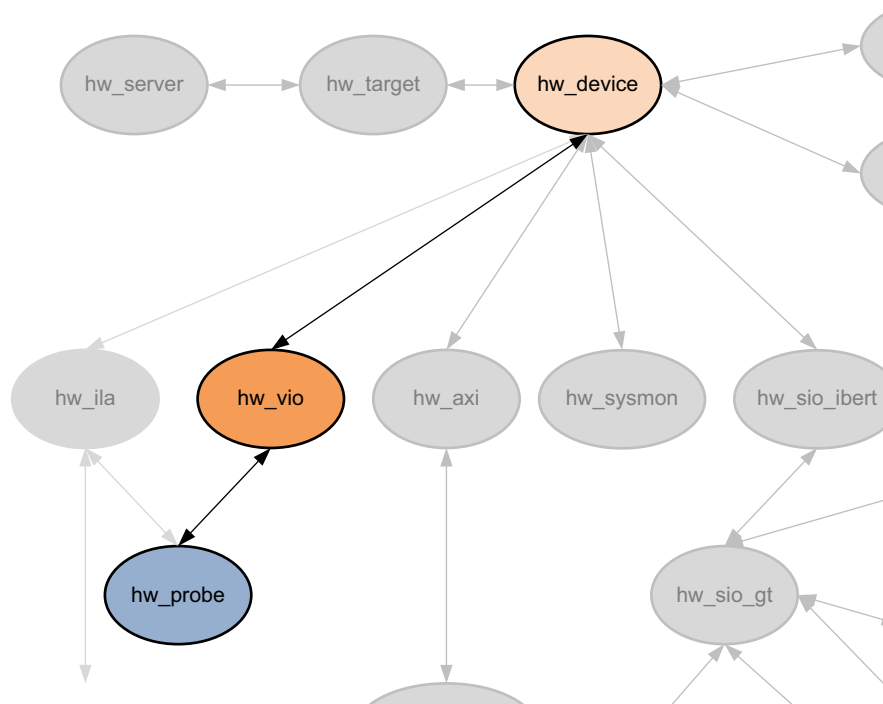 hw_server
hw_target
hw_device
hw_ila
hw_vio
hw_axi
hw_sysmon
hw_sio_ibert
hw_probe
hw_sio_gt